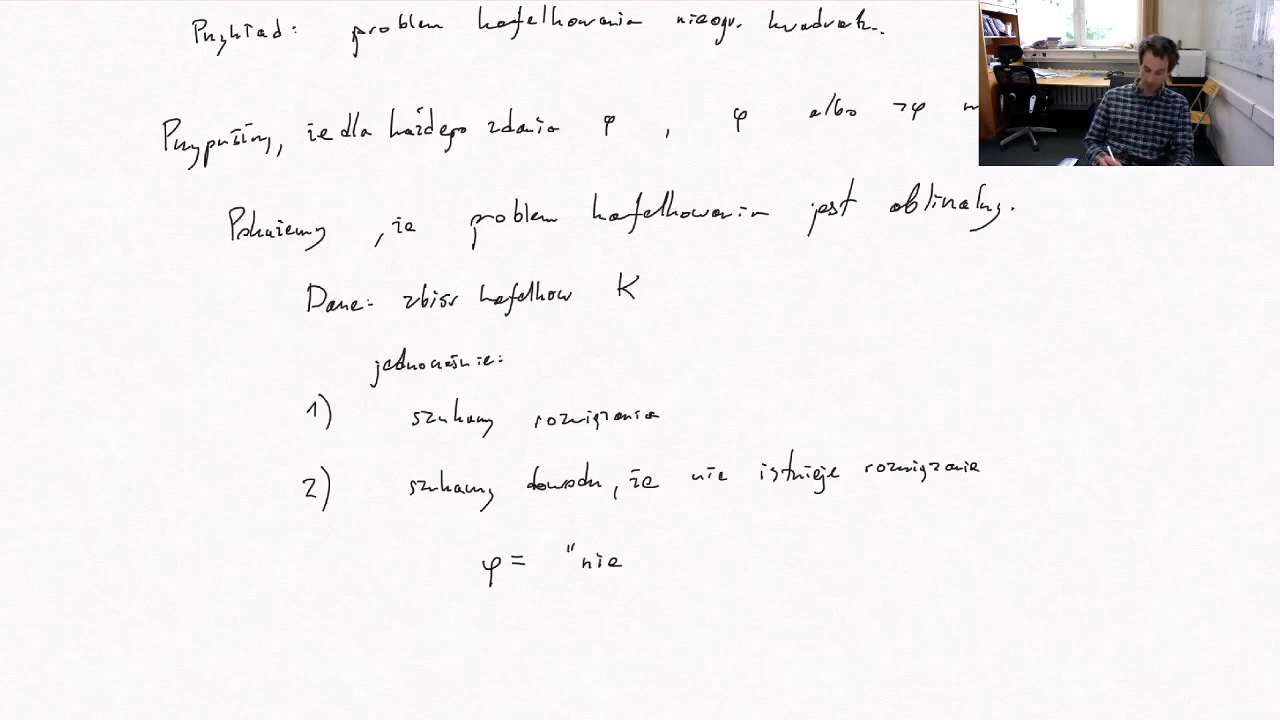 Przykład: problem kafelkowania nieogr. kwadrat..
Przypuśćmy, że dla każdego zdania φ , φ albo ¬φ m
Pokażemy , że problem kafelkowania jest obliczalny.
Dane: zbiór kafelków K
jednocześnie:
1) szukamy rozwiązania
2) szukamy dowodu, że nie istnieje rozwiązanie
φ = "nie